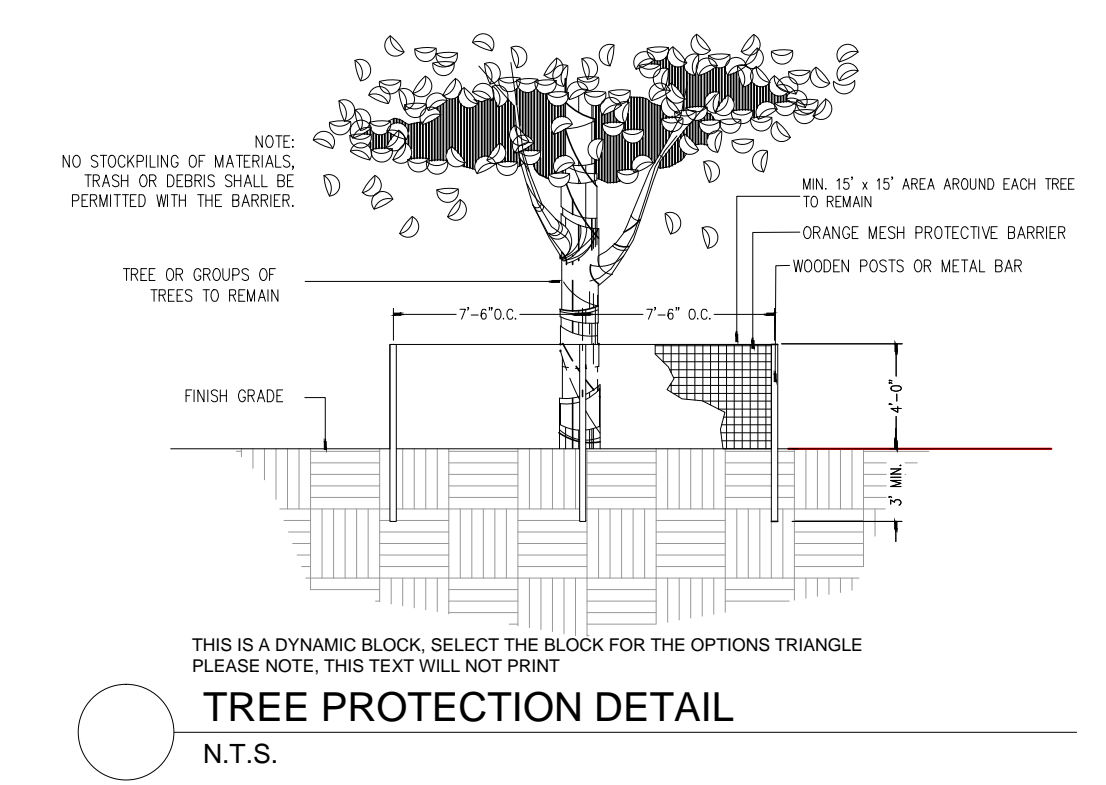 NOTE:
NO STOCKPILING OF MATERIALS,
TRASH OR DEBRIS SHALL BE
PERMITTED WITH THE BARRIER.
MIN. 15' x 15' AREA AROUND EACH TREE
TO REMAIN
ORANGE MESH PROTECTIVE BARRIER
WOODEN POSTS OR METAL BAR
TREE OR GROUPS OF
TREES TO REMAIN
7'-6"O.C.
7'-6" O.C.
FINISH GRADE
4'-0"
3' MIN.
THIS IS A DYNAMIC BLOCK, SELECT THE BLOCK FOR THE OPTIONS TRIANGLE
PLEASE NOTE, THIS TEXT WILL NOT PRINT
TREE PROTECTION DETAIL
N.T.S.